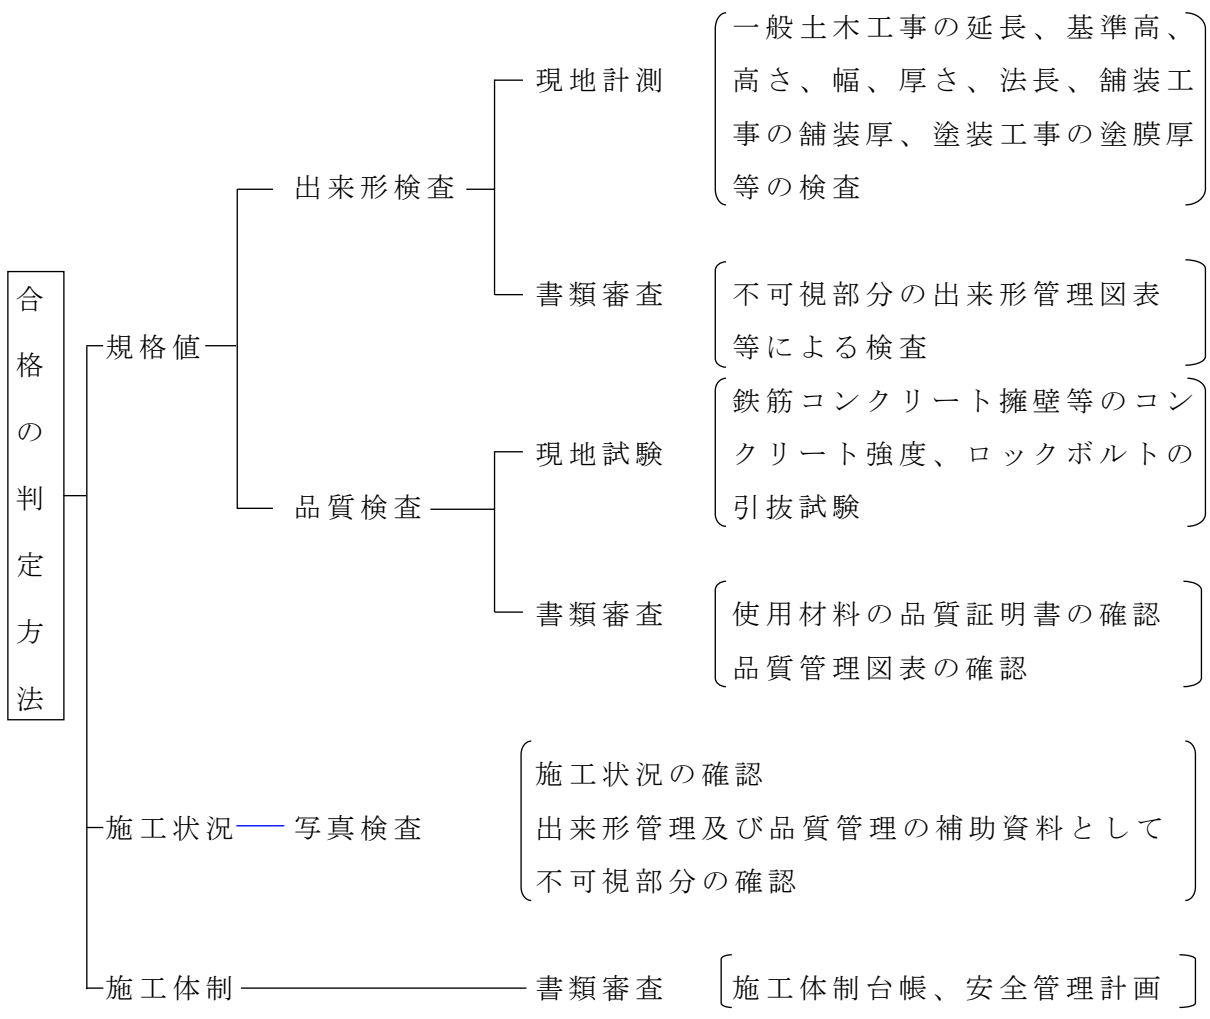 合格の判定方法
規格値
出来形検査
現地計測
一般土木工事の延長、基準高、
高さ、幅、厚さ、法長、舗装工
事の舗装厚、塗装工事の塗膜厚
等の検査
書類審査
不可視部分の出来形管理図表
等による検査
品質検査
現地試験
鉄筋コンクリート擁壁等のコン
クリート強度、ロックボルトの
引抜試験
書類審査
使用材料の品質証明書の確認
品質管理図表の確認
施工状況
写真検査
施工状況の確認
出来形管理及び品質管理の補助資料として
不可視部分の確認
施工体制
書類審査
施工体制台帳、安全管理計画